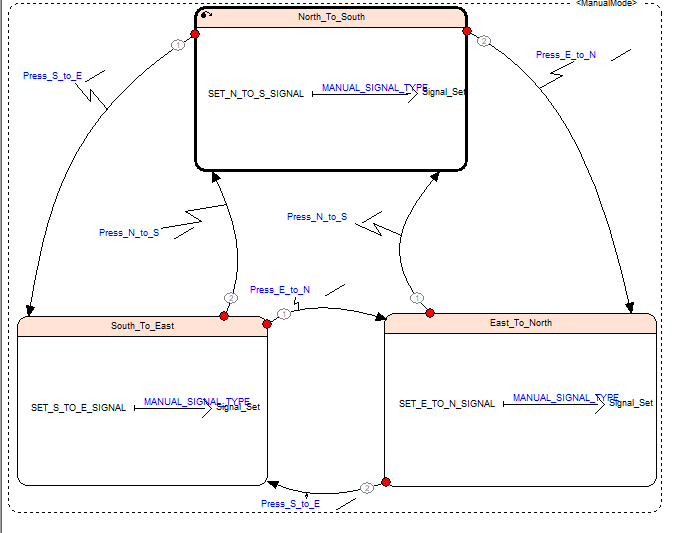 <ManualMode>
North_To_South
1
2
Press_S_to_E
Press_E_to_N
SET_N_TO_S_SIGNAL
MANUAL_SIGNAL_TYPE
Signal_Set
Press_N_to_S
Press_N_to_S
2
Press_E_to_N
1
1
South_To_East
East_To_North
SET_S_TO_E_SIGNAL
MANUAL_SIGNAL_TYPE
Signal_Set
SET_E_TO_N_SIGNAL
MANUAL_SIGNAL_TYPE
Signal_Set
2
Press_S_to_E